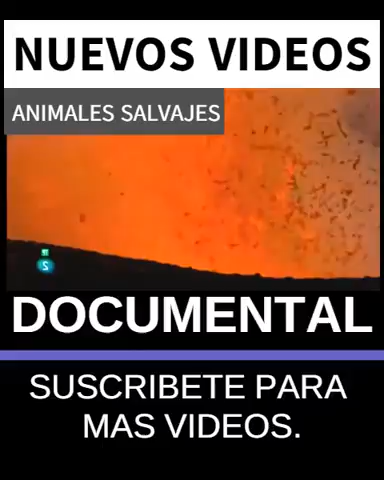 NUEVOS VIDEOS
ANIMALES SALVAJES
DOCUMENTAL
SUSCRIBETE PARA
MAS VIDEOS.